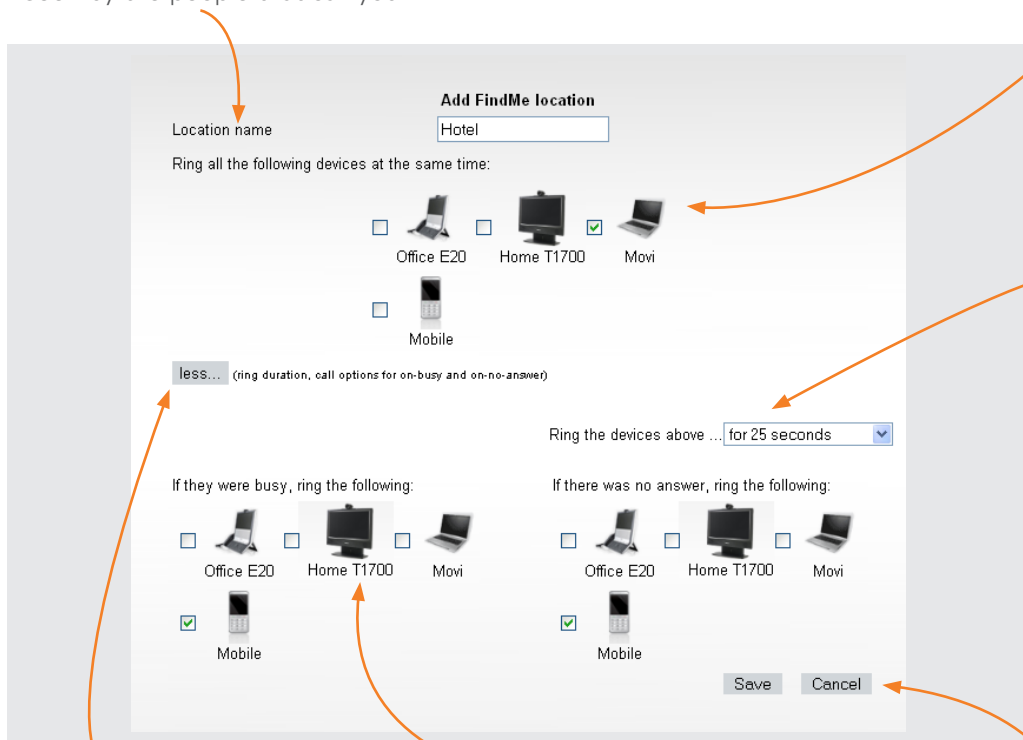 Add FindMe location
Location name Hotel
Ring all the following devices at the same time:
Office E20 Home T1700 Movi
Mobile
less... (ring duration, call options for on-busy and on-no-answer)
Ring the devices above ... for 25 seconds
If they were busy, ring the following: If there was no answer, ring the following:
Office E20 Home T1700 Movi Office E20 Home T1700 Movi
Mobile Mobile
Save Cancel